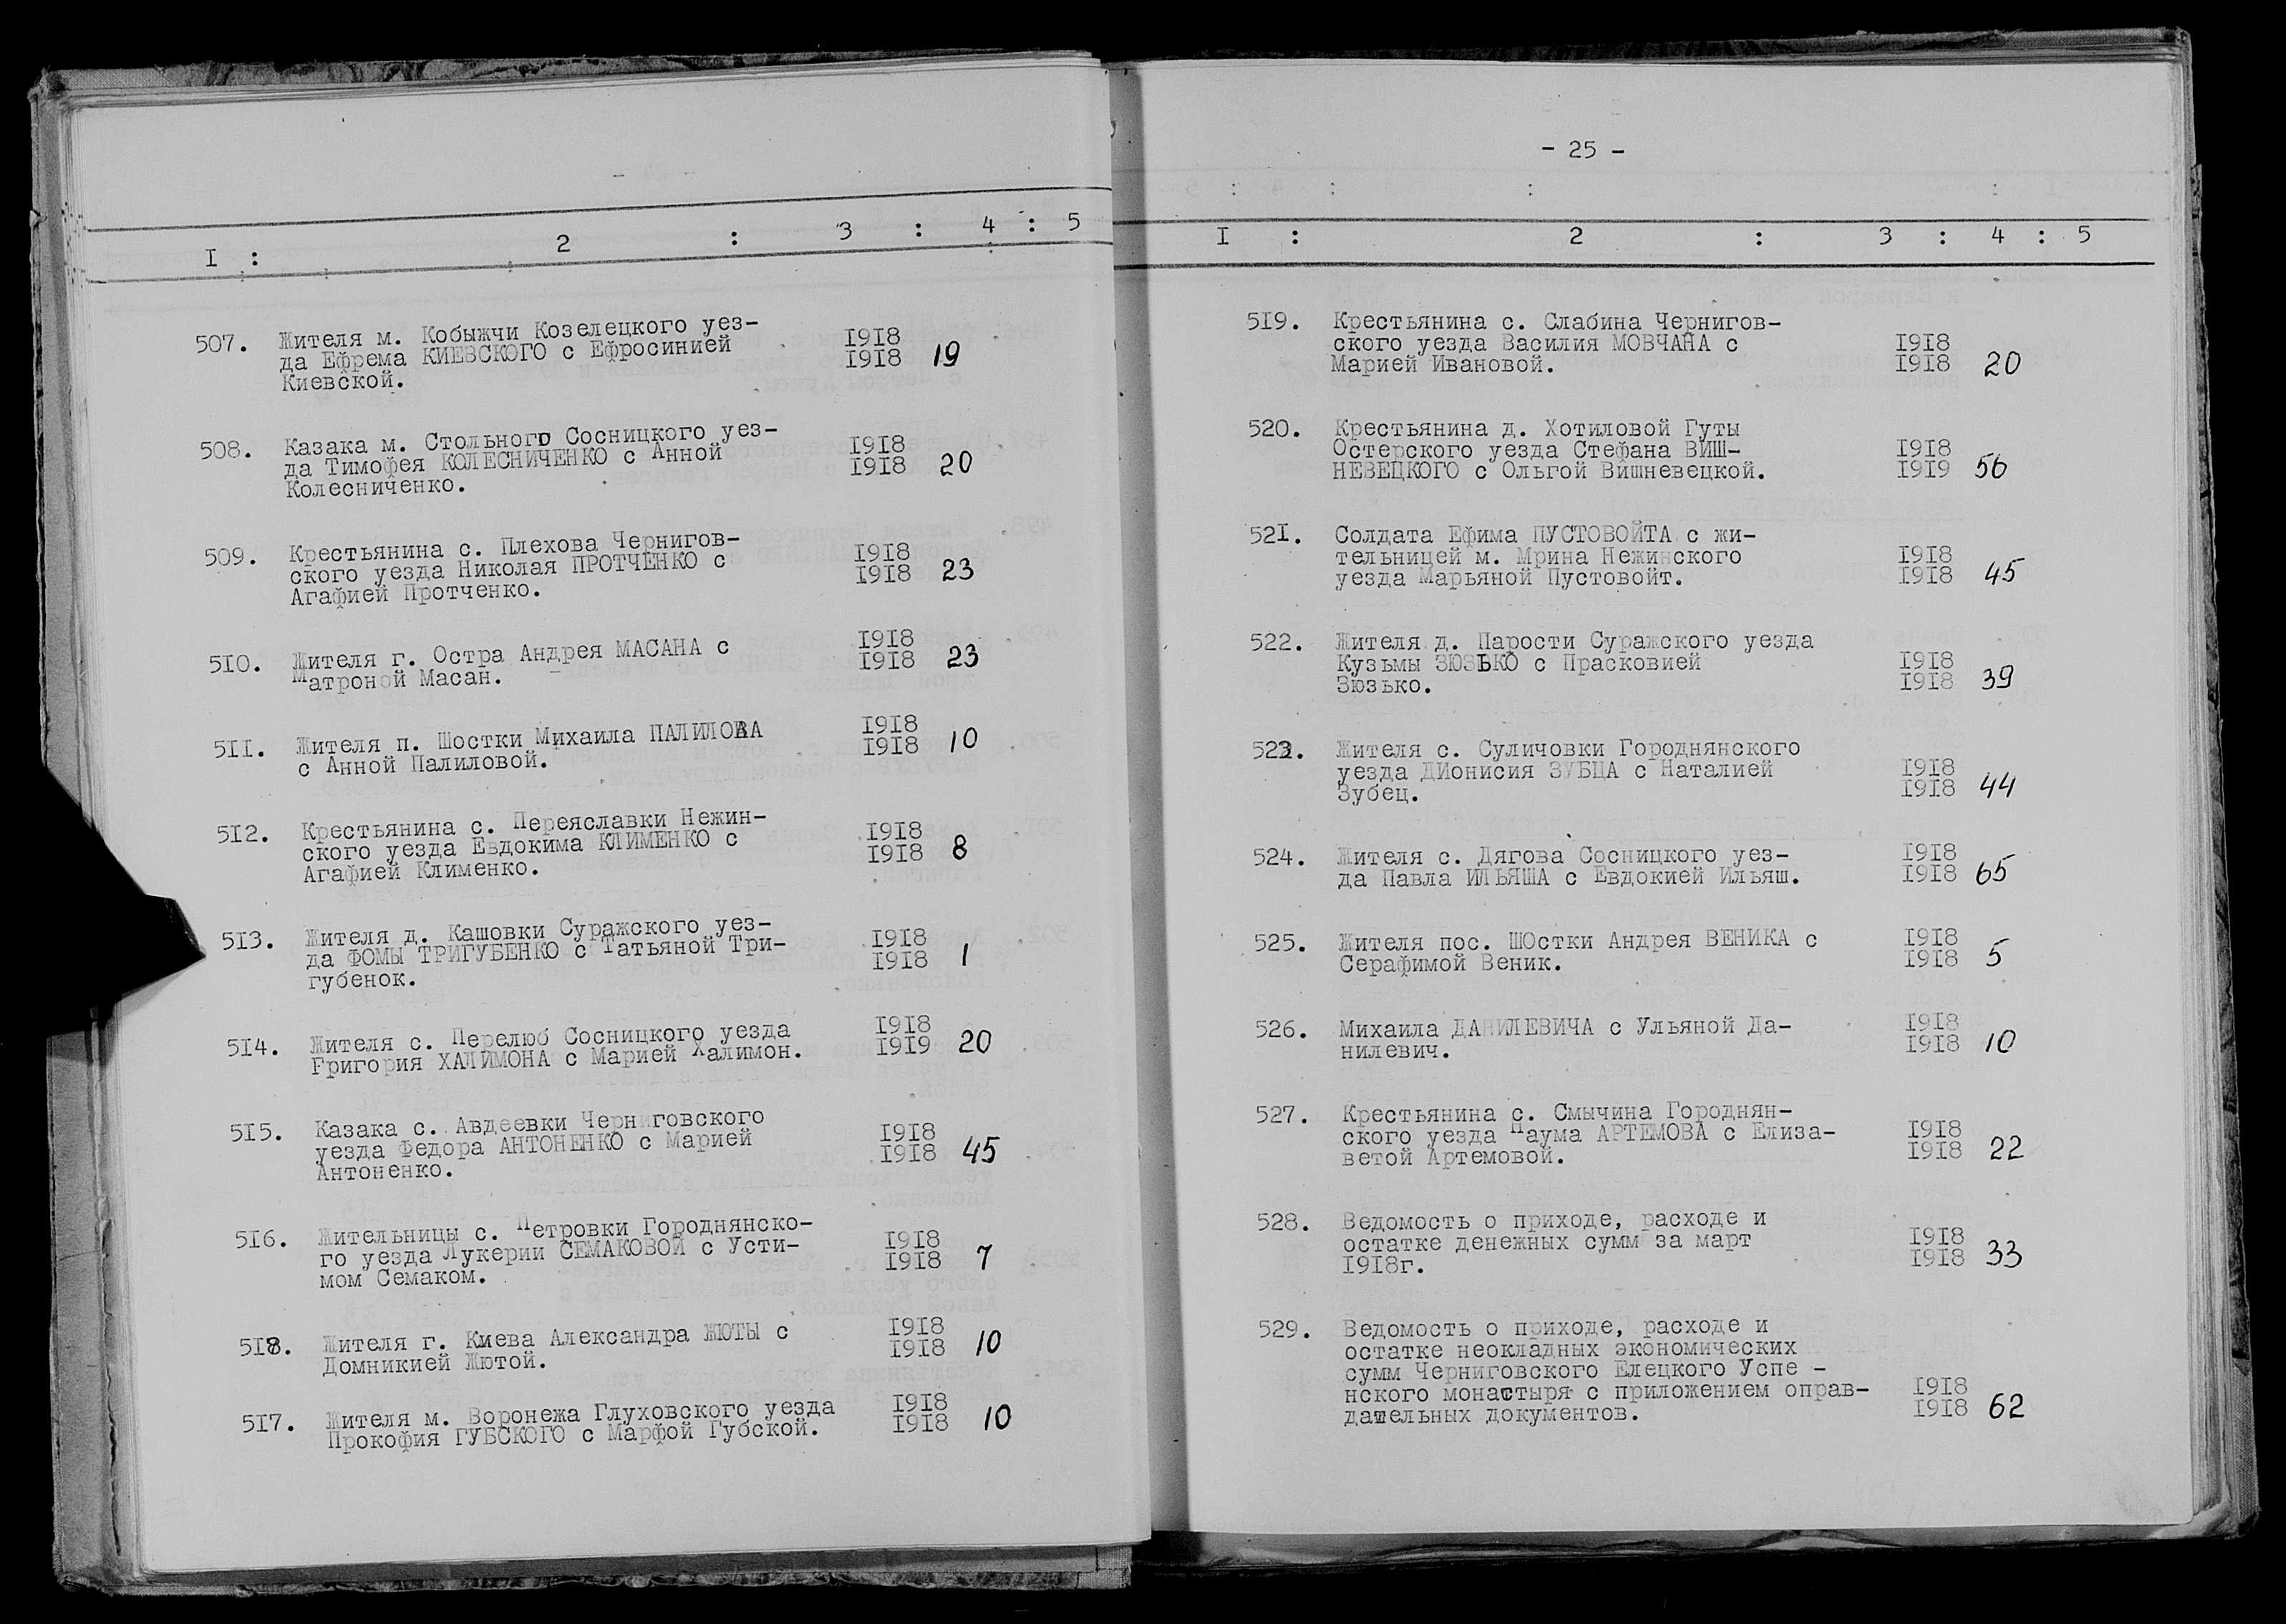 I : 2 : 3 : 4 : 5
507. Жителя м. Кобыжчи Козелецкого уез- 1918
да Ефрема КИЕВСКОГО с Ефросинией 1918 19
Киевской.
508. Казака м. Стольного Сосницкого уез- 1918
да Тимофея КОЛЕСНИЧЕНКО с Анной 1918 20
Колесниченко.
509. Крестьянина с. Плехова Чернигов- 1918
ского уезда Николая ПРОТЧЕНКО с 1918 23
Агафией Протченко.
510. Жителя г. Остра Андрея МАСАНА с 1918
Матроной Масан. 1918 23
511. Жителя п. Шостки Михаила ПАЛИЛОВА 1918
с Анной Палиловой. 1918 10
512. Крестьянина с. Переяславки Нежин- 1918
ского уезда Евдокима КЛИМЕНКО с 1918 8
Агафией Клименко.
513. Жителя д. Кашовки Суражского уез- 1918
да ФОМЫ ТРИГУБЕНКО с Татьяной Три- 1918 1
губенок.
514. Жителя с. Перелюб Сосницкого уезда 1918
Григория ХАЛИМОНА с Марией Халимон. 1919 20
515. Казака с. Авдеевки Черниговского 1918
уезда Федора АНТОНЕНКО с Марией 1918 45
Антоненко.
516. Жительницы с. Петровки Городнянско- 1918
го уезда Лукерии СЕМАКОВОЙ с Усти- 1918 7
мом Семаком.
518. Жителя г. Киева Александра ЖЮТЫ с 1918
Домникией Жютой. 1918 10
517. Жителя м. Воронежа Глуховского уезда 1918
Прокофия ГУБСКОГО с Марфой Губской. 1918 10
- 25 -
I : 2 : 3 : 4 : 5
519. Крестьянина с. Слабина Чернигов-
ского уезда Василия МОВЧАНА с 1918
Марией Ивановой. 1918 20
520. Крестьянина д. Хотиловой Гуты
Остерского уезда Стефана ВИШ- 1918
НЕВЕЦКОГО с Ольгой Вишневецкой. 1919 56
521. Солдата Ефима ПУСТОВОЙТА с жи-
тельницей м. Мрина Нежинского 1918
уезда Марьяной Пустовойт. 1918 45
522. Жителя д. Парости Суражского уезда
Кузьмы ЗЮЗЬКО с Прасковией 1918
Зюзько. 1918 39
523. Жителя с. Суличовки Городнянского
уезда ДИонисия ЗУБЦА с Наталией 1918
Зубец. 1918 44
524. Жителя с. Дягова Сосницкого уез- 1918
да Павла ИЛЬЯША с Евдокией Ильяш. 1918 65
525. Жителя пос. ШОстки Андрея ВЕНИКА с 1918
Серафимой Веник. 1918 5
526. Михаила ДАНИЛЕВИЧА с Ульяной Да- 1918
нилевич. 1918 10
527. Крестьянина с. Смычина Городнян-
ского уезда Наума АРТЕМОВА с Елиза- 1918
ветой Артемовой. 1918 22
528. Ведомость о приходе, расходе и
остатке денежных сумм за март 1918
1918г. 1918 33
529. Ведомость о приходе, расходе и
остатке неокладных экономических
сумм Черниговского Елецкого Успе -
нского монастыря с приложением оправ- 1918
дательных документов. 1918 62